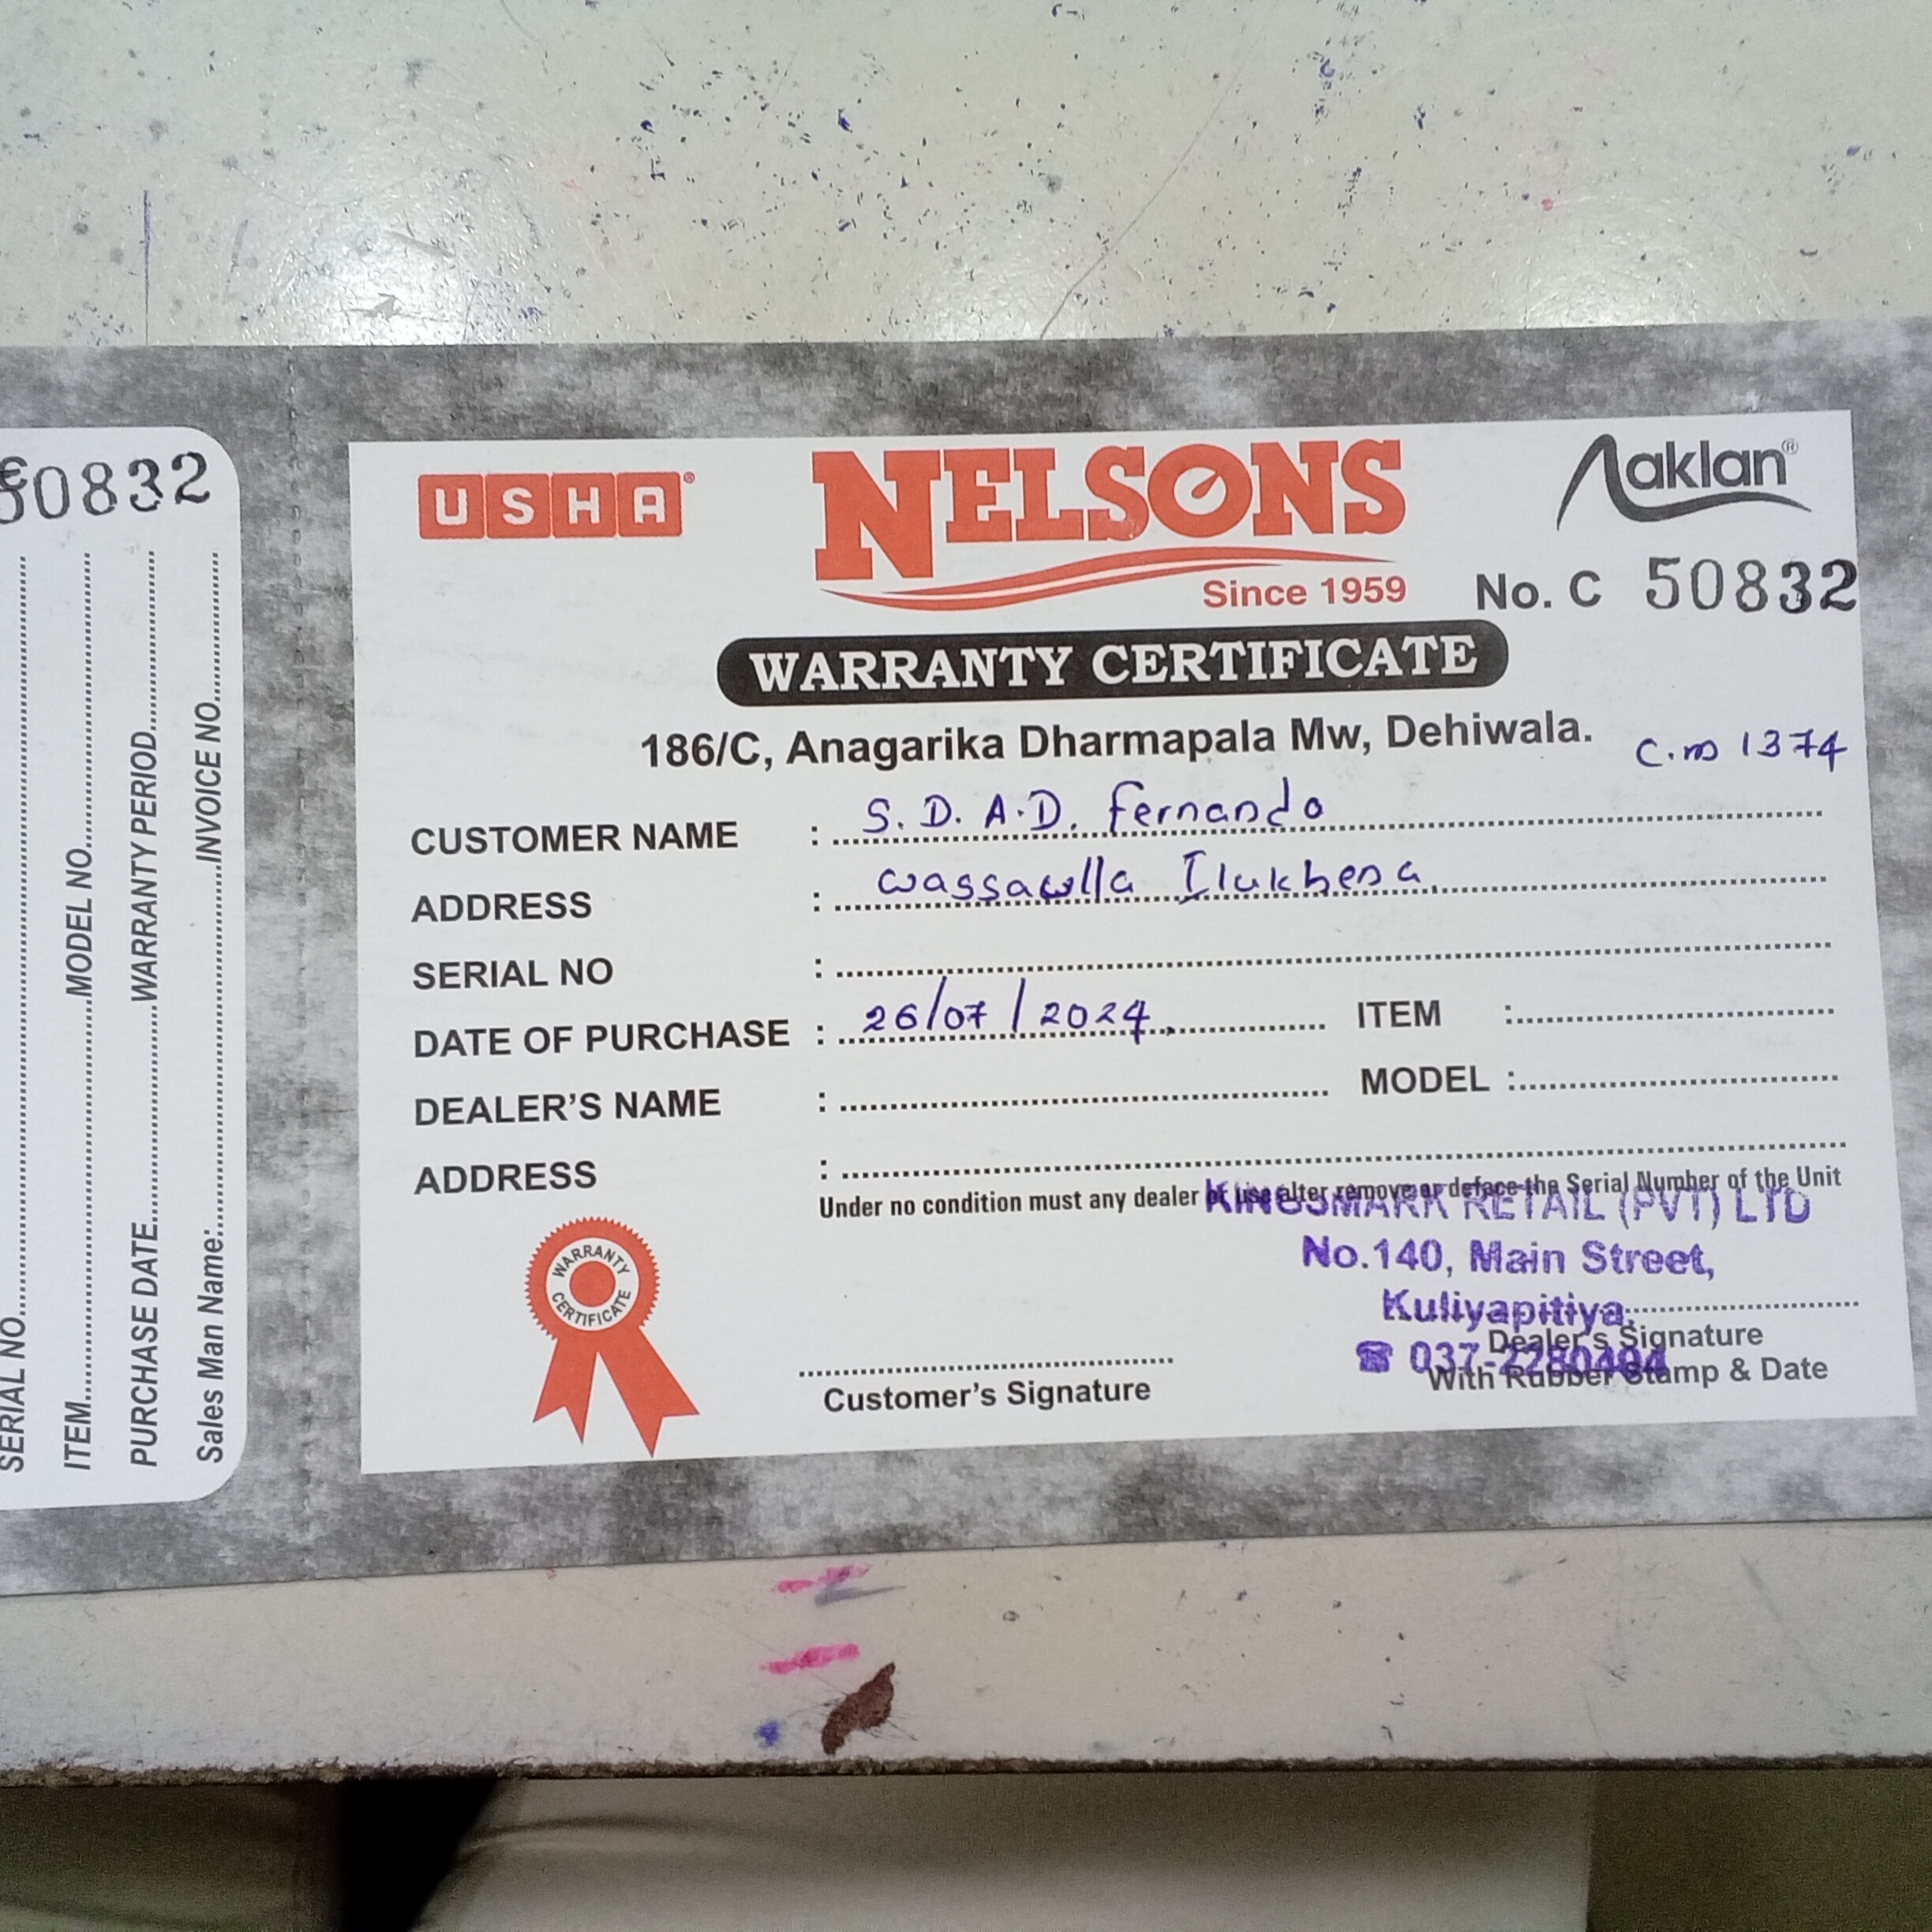 50832
SERIAL NO
ITEM MODEL NO
PURCHASE DATE WARRANTY PERIOD
Sales Man Name: INVOICE NO
USHA®
NELSONS
Since 1959
Aaklan®
No. C 50832
WARRANTY CERTIFICATE
186/C, Anagarika Dharmapala Mw, Dehiwala.
C.m 1374
CUSTOMER NAME : S. D. A. D. Fernando
ADDRESS : wassawlla Ilukhena
SERIAL NO :
DATE OF PURCHASE : 26/07/2024 ITEM :
DEALER'S NAME : MODEL :
ADDRESS :
Under no condition must any dealer or use alter remove or deface the Serial Number of the Unit
KINGSMARK RETAIL (PVT) LTD
No.140, Main Street,
Kuliyapitiya.
☎ 037-2280404
WARRANTY CERTIFICATE
Customer's Signature
Dealer's Signature
With Rubber Stamp & Date